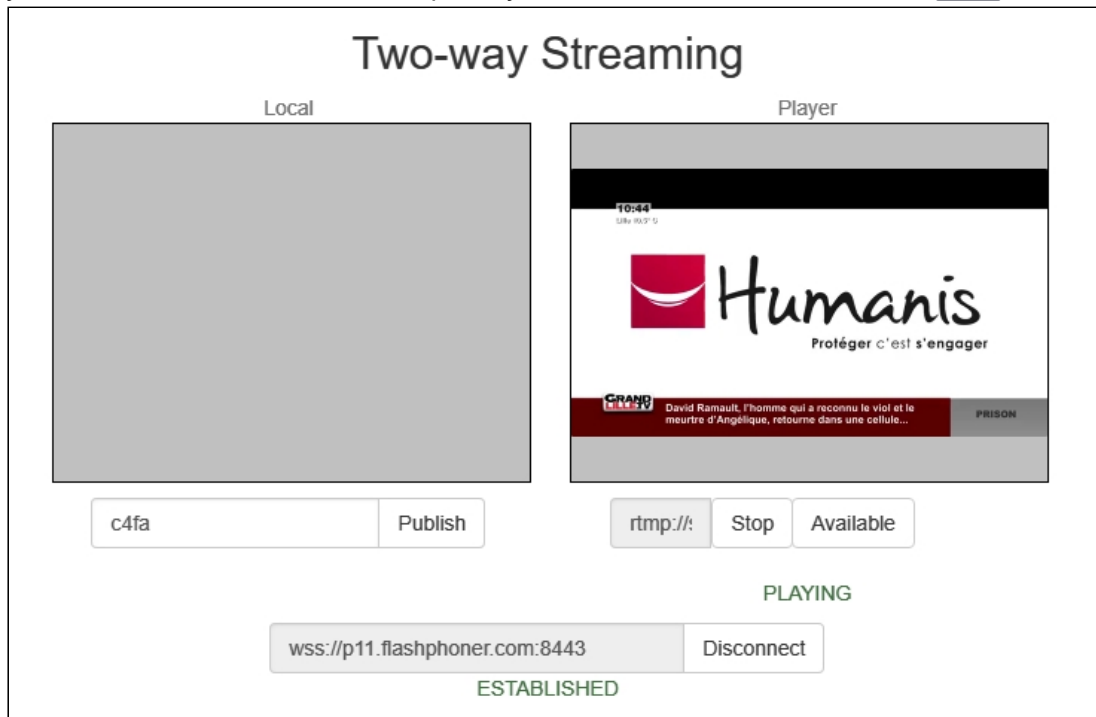 Two-way Streaming
Local
Player
10:44
Humanis
Protéger c'est s'engager
GRAND
LILLE TV
David Ramault, l'homme qui a reconnu le viol et le
meurtre d'Angélique, retourne dans une cellule...
PRISON
c4fa
Publish
rtmp://
Stop
Available
PLAYING
wss://p11.flashphoner.com:8443
Disconnect
ESTABLISHED